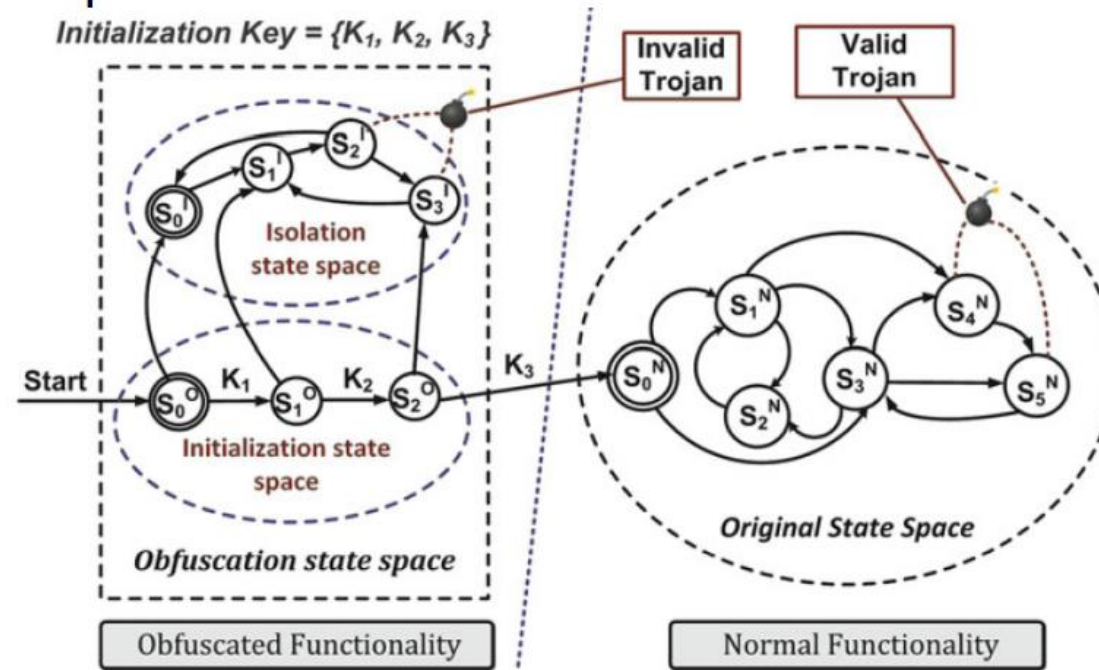 Initialization Key = {K₁, K₂, K₃}
Invalid
Trojan
Valid
Trojan
S₂ᴵ
S₁ᴵ
S₃ᴵ
S₀ᴵ
Isolation
state space
Start
S₀ᴼ
K₁
S₁ᴼ
K₂
S₂ᴼ
K₃
Initialization state
space
Obfuscation state space
Obfuscated Functionality
S₀ᴺ
S₁ᴺ
S₂ᴺ
S₃ᴺ
S₄ᴺ
S₅ᴺ
Original State Space
Normal Functionality